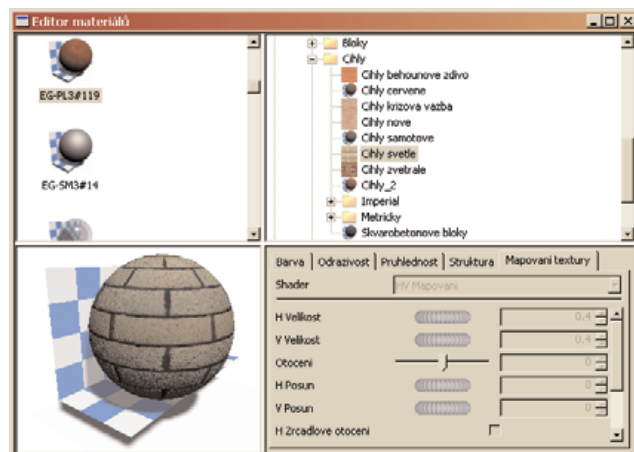 Editor materiálů
EG-PL3#119
EG-SM3#14
Bloky
Cihly
Cihly behounove zdivo
Cihly cervene
Cihly krizova vazba
Cihly nove
Cihly samotove
Cihly svetle
Cihly zvetrale
Cihly_2
Imperial
Metricky
Skvarobetonove bloky
Barva Odrazivost Pruhlednost Struktura Mapovani textury
Shader HV Mapovani
H Velikost 0.4
V Velikost 0.4
Otoceni 0
H Posun 0
V Posun 0
H Zrcadlove otoceni